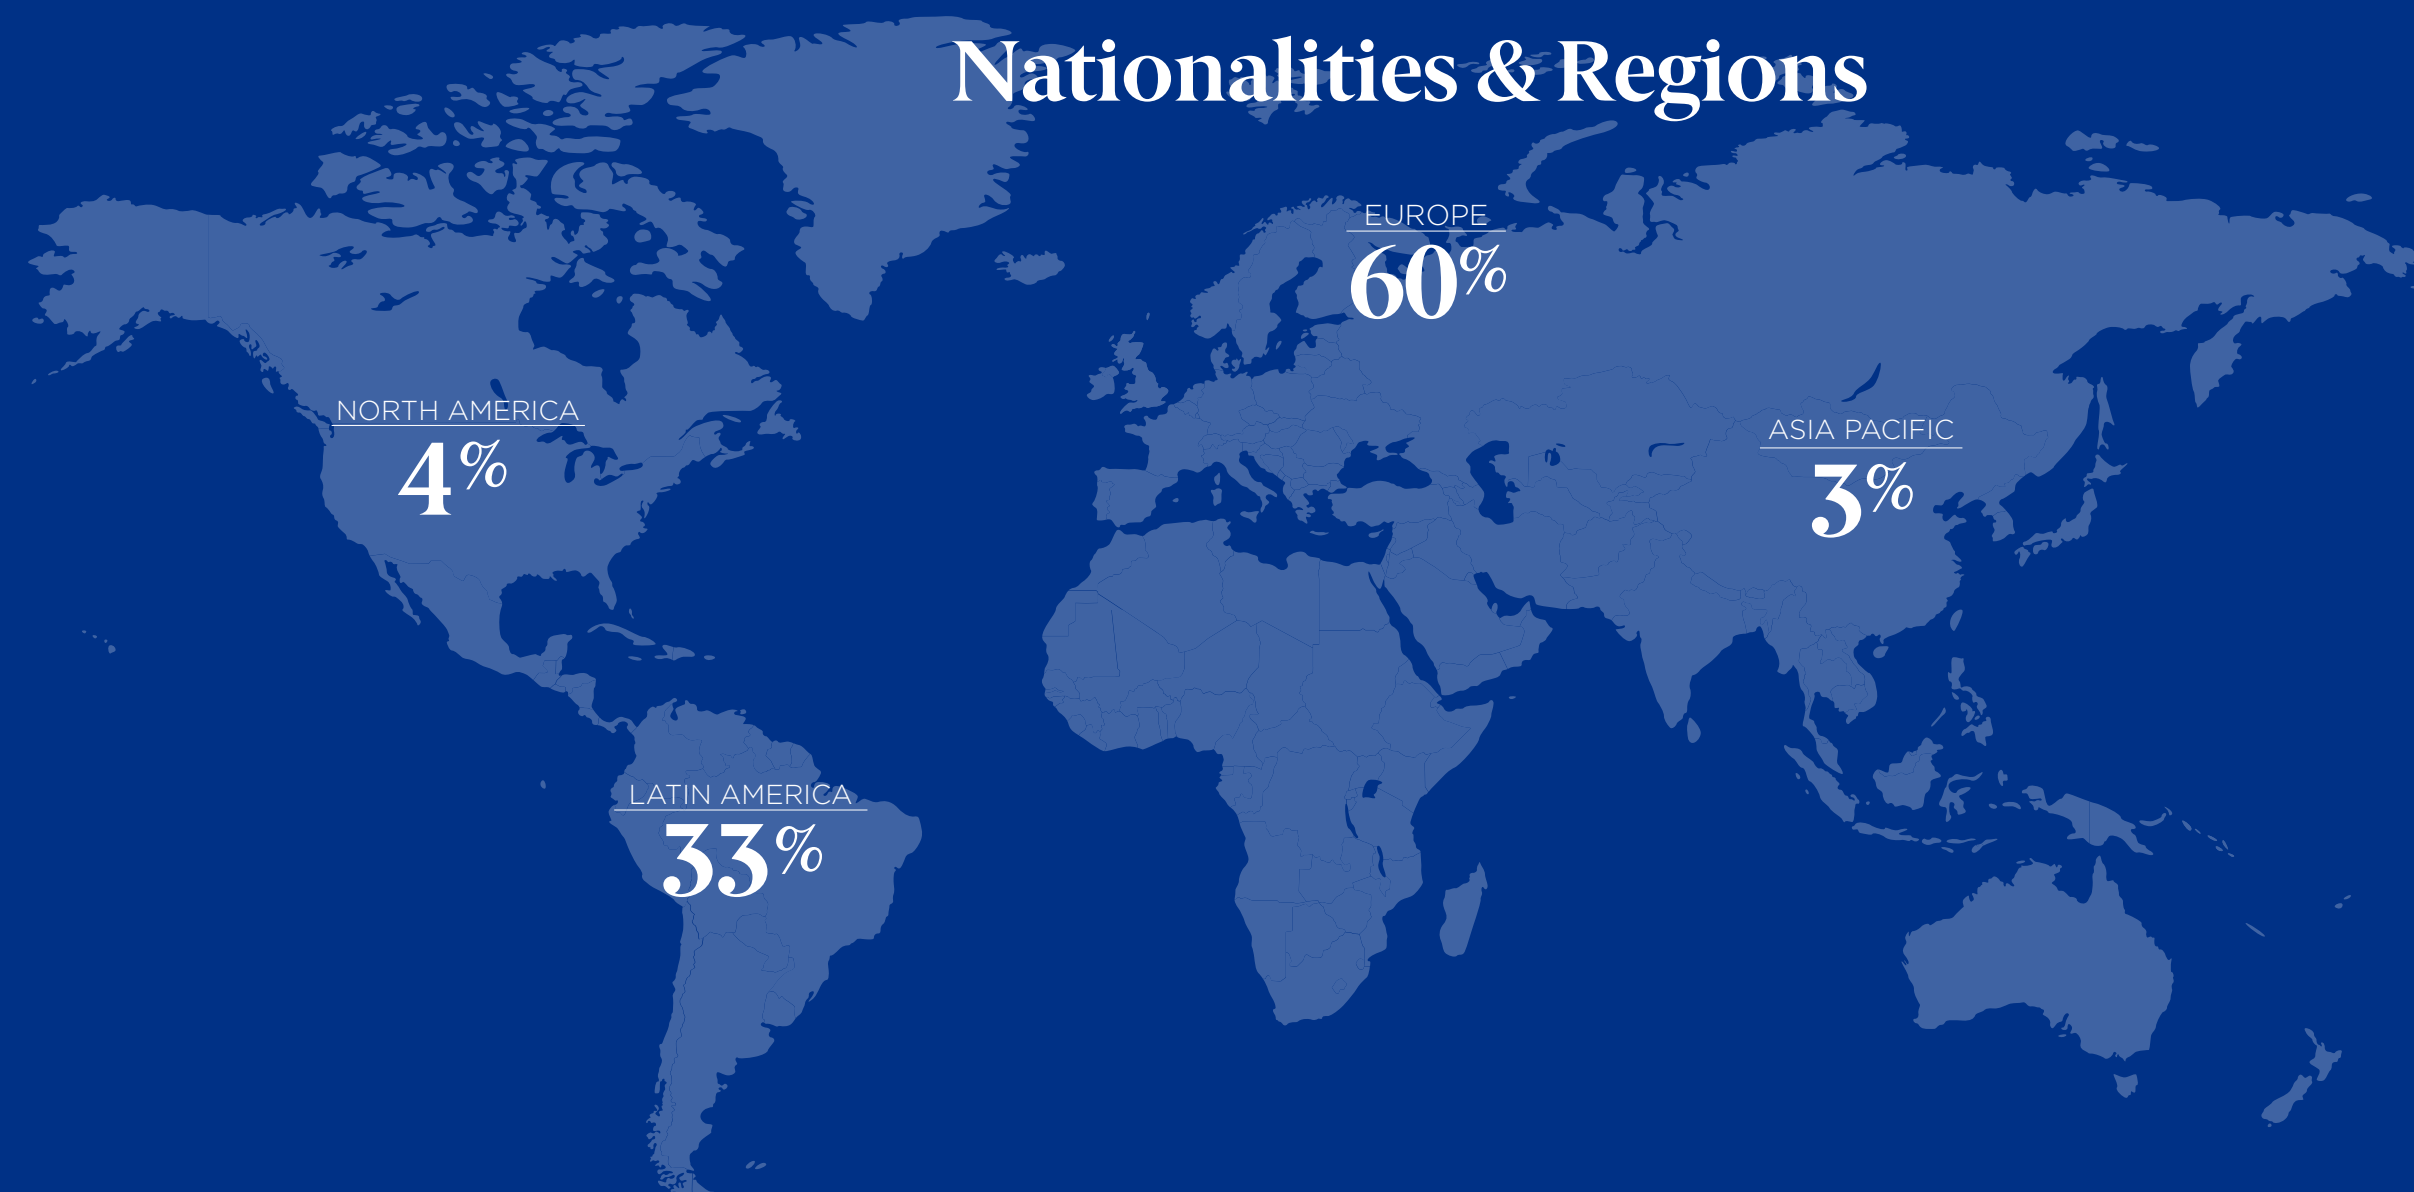 Nationalities & Regions
EUROPE
60%
NORTH AMERICA
4%
ASIA PACIFIC
3%
LATIN AMERICA
33%